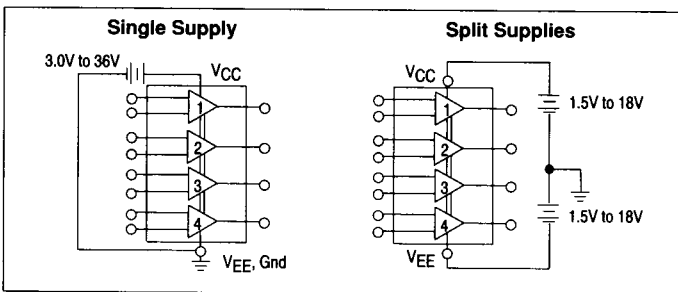 Single Supply
3.0V to 36V
VCC
1
2
3
4
VEE, Gnd
Split Supplies
VCC
1
2
3
4
VEE
1.5V to 18V
1.5V to 18V